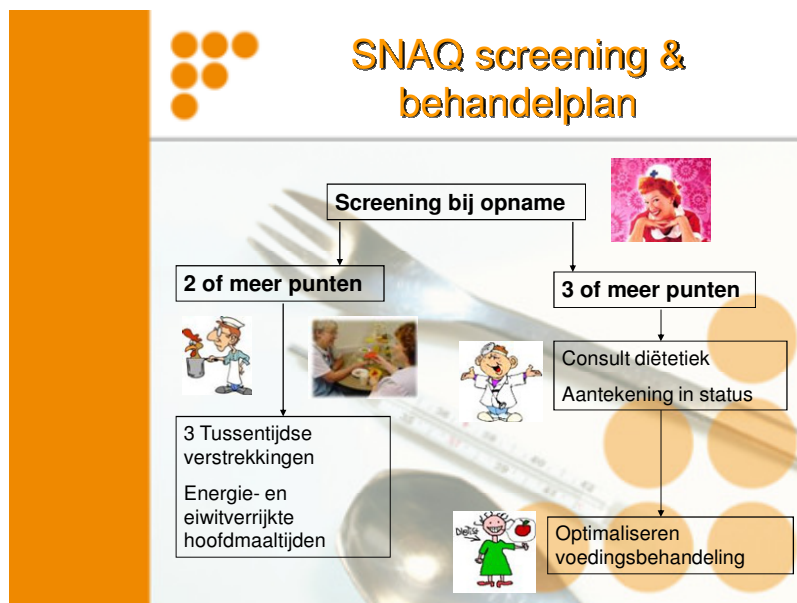 SNAQ screening &
behandelplan
Screening bij opname
2 of meer punten
3 of meer punten
Consult diëtetiek
Aantekening in status
3 Tussentijdse
verstrekkingen
Energie- en
eiwitverrijkte
hoofdmaaltijden
Optimaliseren
voedingsbehandeling